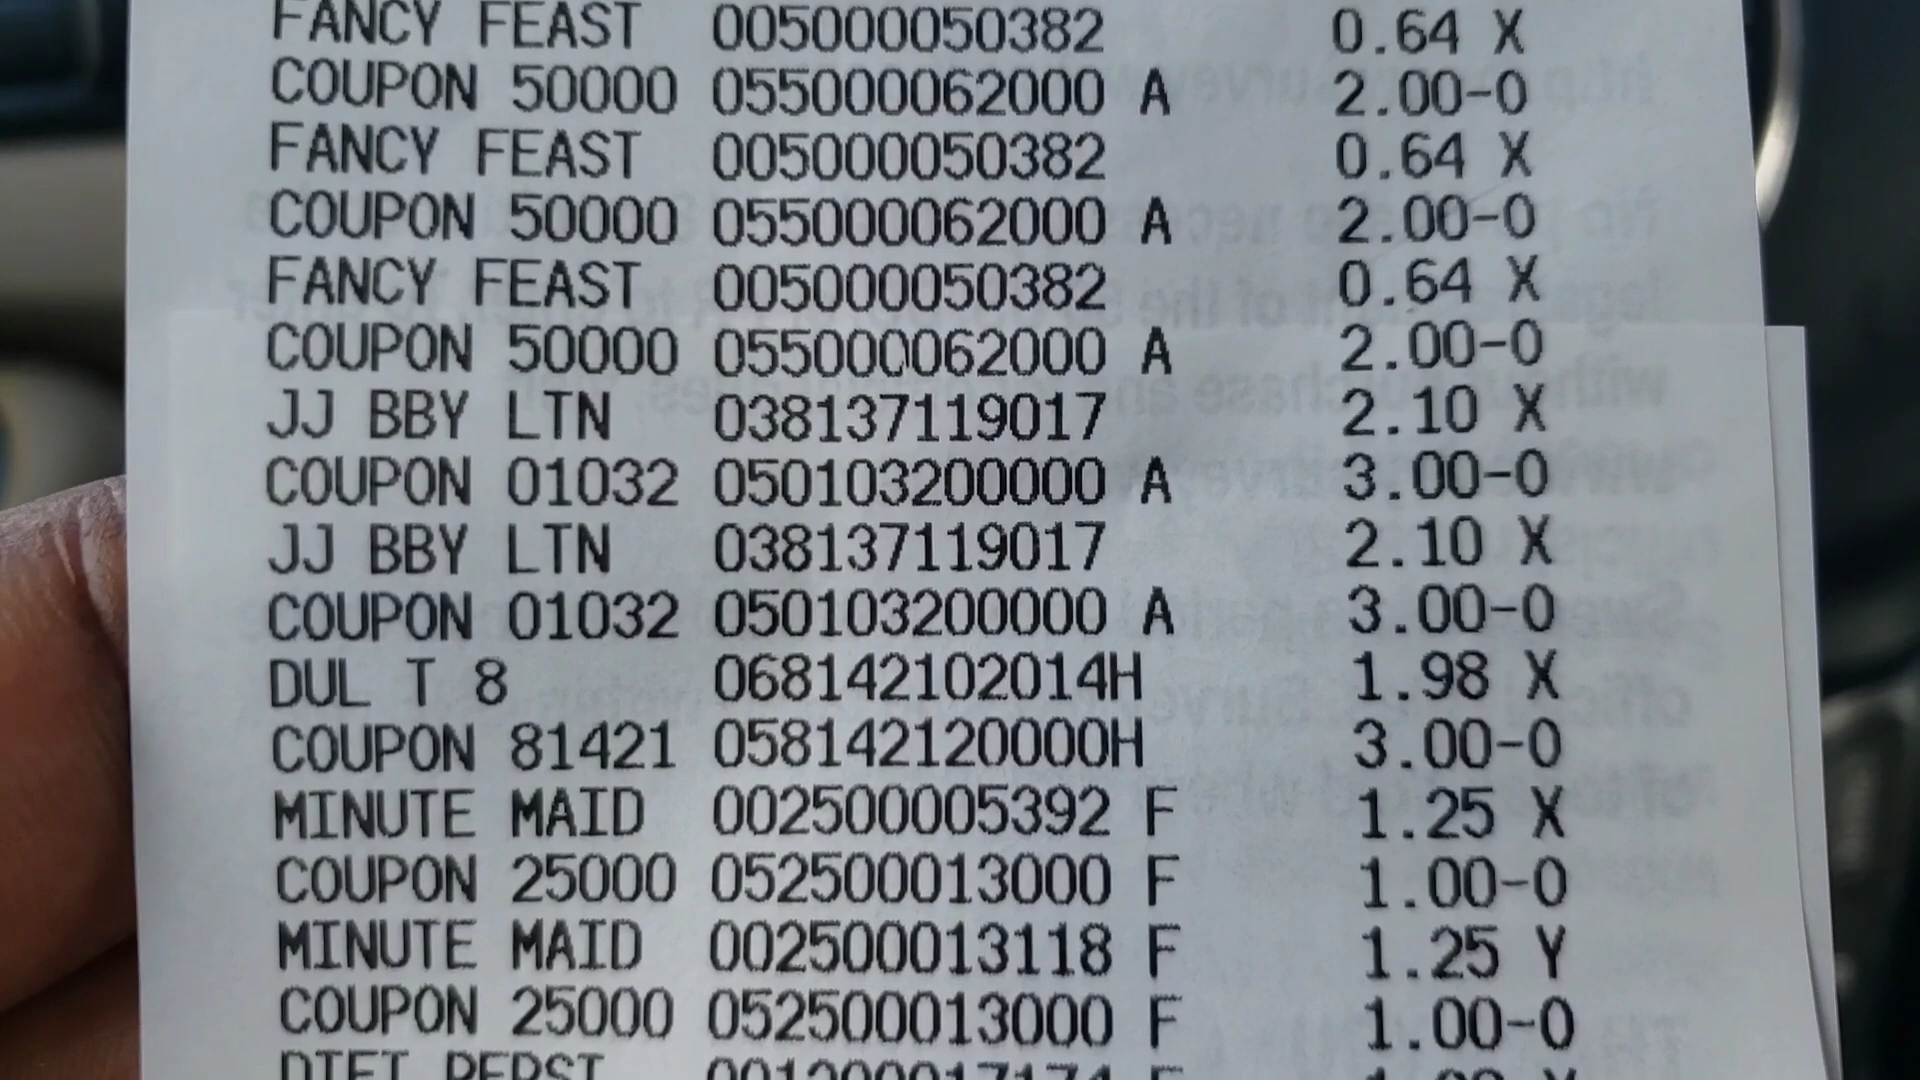 FANCY FEAST 005000050382 0.64 X
COUPON 50000 055000062000 A 2.00-0
FANCY FEAST 005000050382 0.64 X
COUPON 50000 055000062000 A 2.00-0
FANCY FEAST 005000050382 0.64 X
COUPON 50000 055000062000 A 2.00-0
JJ BBY LTN 038137119017 2.10 X
COUPON 01032 050103200000 A 3.00-0
JJ BBY LTN 038137119017 2.10 X
COUPON 01032 050103200000 A 3.00-0
DUL T 8 068142102014H 1.98 X
COUPON 81421 058142120000H 3.00-0
MINUTE MAID 002500005392 F 1.25 X
COUPON 25000 052500013000 F 1.00-0
MINUTE MAID 002500013118 F 1.25 Y
COUPON 25000 052500013000 F 1.00-0
DIET PEPSI